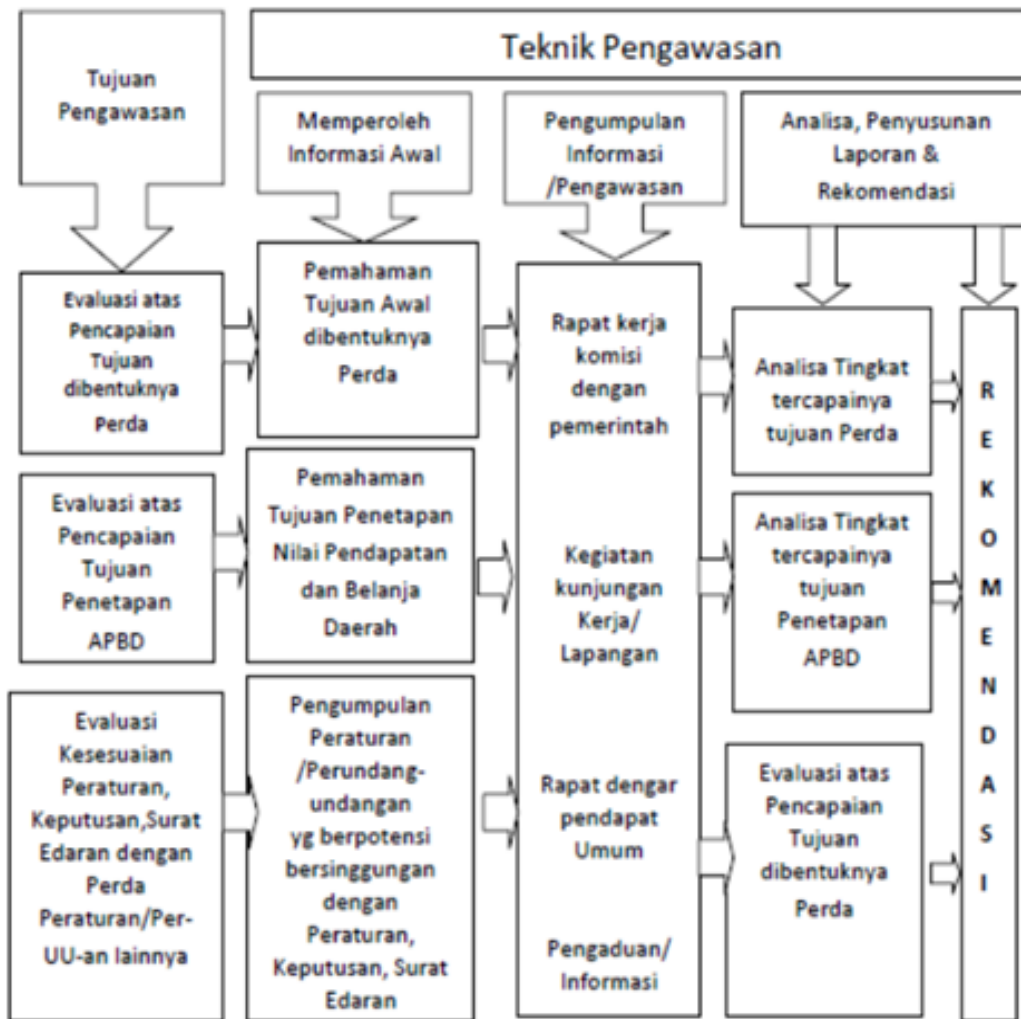 Teknik Pengawasan
Tujuan
Pengawasan
Memperoleh
Informasi Awal
Pengumpulan
Informasi
/Pengawasan
Analisa, Penyusunan
Laporan &
Rekomendasi
Evaluasi atas
Pencapaian
Tujuan
dibentuknya
Perda
Pemahaman
Tujuan Awal
dibentuknya
Perda
Rapat kerja
komisi
dengan
pemerintah
Analisa Tingkat
tercapainya
tujuan Perda
Evaluasi atas
Pencapaian
Tujuan
Penetapan
APBD
Pemahaman
Tujuan Penetapan
Nilai Pendapatan
dan Belanja
Daerah
Kegiatan
kunjungan
Kerja/
Lapangan
Analisa Tingkat
tercapainya
tujuan
Penetapan
APBD
Evaluasi
Kesesuaian
Peraturan,
Keputusan,Surat
Edaran dengan
Perda
Peraturan/Per-
UU-an lainnya
Pengumpulan
Peraturan
/Perundang-
undangan
yg berpotensi
bersinggungan
dengan
Peraturan,
Keputusan, Surat
Edaran
Rapat dengar
pendapat
Umum
Pengaduan/
Informasi
Evaluasi atas
Pencapaian
Tujuan
dibentuknya
Perda
R
E
K
O
M
E
N
D
A
S
I